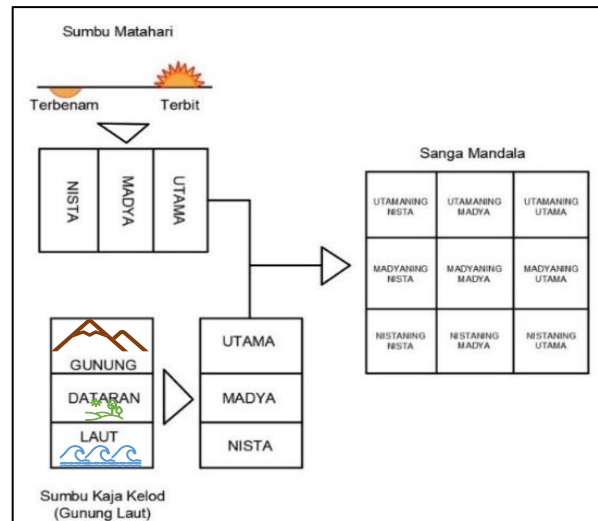 Sumbu Matahari
Terbenam
Terbit
NISTA
MADYA
UTAMA
GUNUNG
DATARAN
LAUT
UTAMA
MADYA
NISTA
Sumbu Kaja Kelod
(Gunung Laut)
Sanga Mandala
UTAMANING
NISTA
UTAMANING
MADYA
UTAMANING
UTAMA
MADYANING
NISTA
MADYANING
MADYA
MADYANING
UTAMA
NISTANING
NISTA
NISTANING
MADYA
NISTANING
UTAMA